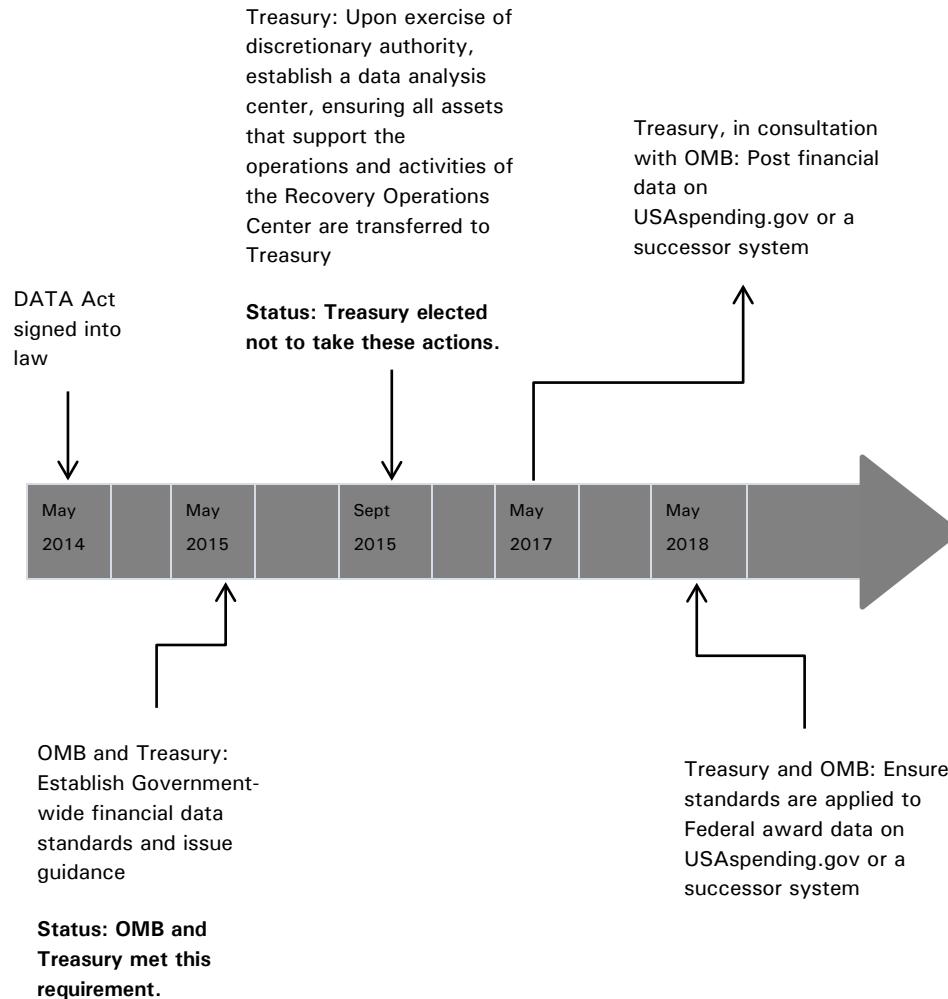 Treasury: Upon exercise of
discretionary authority,
establish a data analysis
center, ensuring all assets
that support the
operations and activities of
the Recovery Operations
Center are transferred to
Treasury
Status: Treasury elected
not to take these actions.
Treasury, in consultation
with OMB: Post financial
data on
USAspending.gov or a
successor system
DATA Act
signed into
law
May
2014
May
2015
Sept
2015
May
2017
May
2018
OMB and Treasury:
Establish Government-
wide financial data
standards and issue
guidance
Status: OMB and
Treasury met this
requirement.
Treasury and OMB: Ensure
standards are applied to
Federal award data on
USAspending.gov or a
successor system